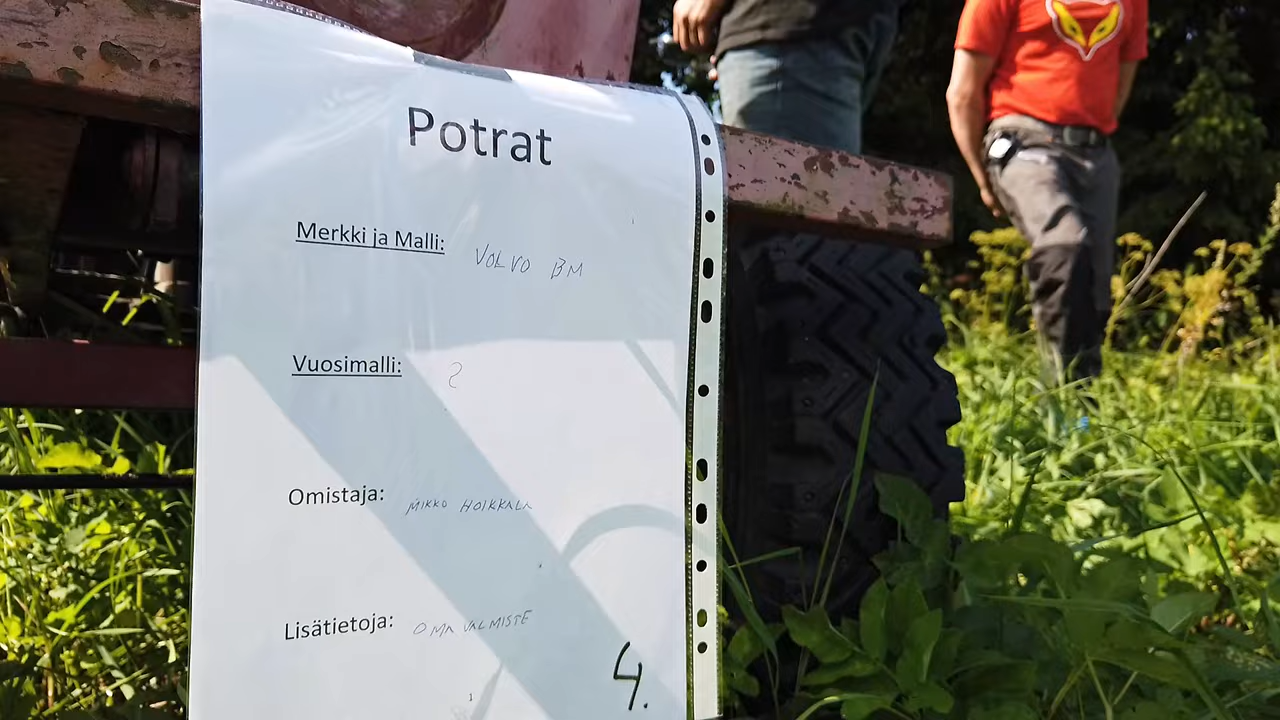 Potrat
Merkki ja Malli: VOLVO BM
Vuosimalli: ?
Omistaja: MIKKO HOIKKALA
Lisätietoja: OMA VALMISTE
4.